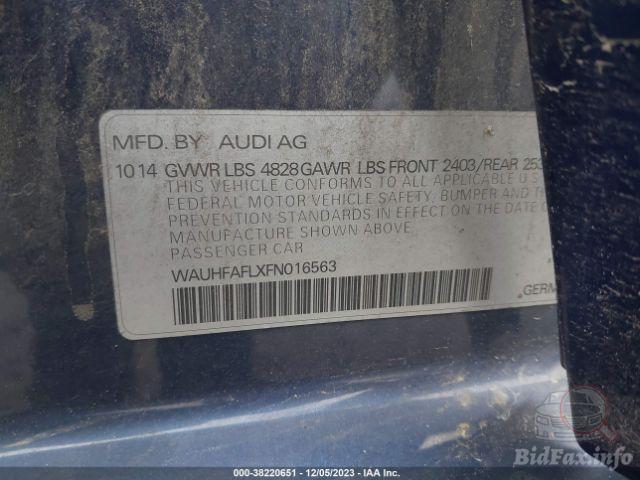 MFD. BY AUDI AG
10 14 GVWR LBS 4828 GAWR LBS FRONT 2403/REAR 253
THIS VEHICLE CONFORMS TO ALL APPLICABLE U.S
FEDERAL MOTOR VEHICLE SAFETY, BUMPER AND T
PREVENTION STANDARDS IN EFFECT ON THE DATE O
MANUFACTURE SHOWN ABOVE.
PASSENGER CAR
WAUHFAFLXFN016563
GERM
000-38220651 - 12/05/2023 - IAA Inc.
BidFax.info